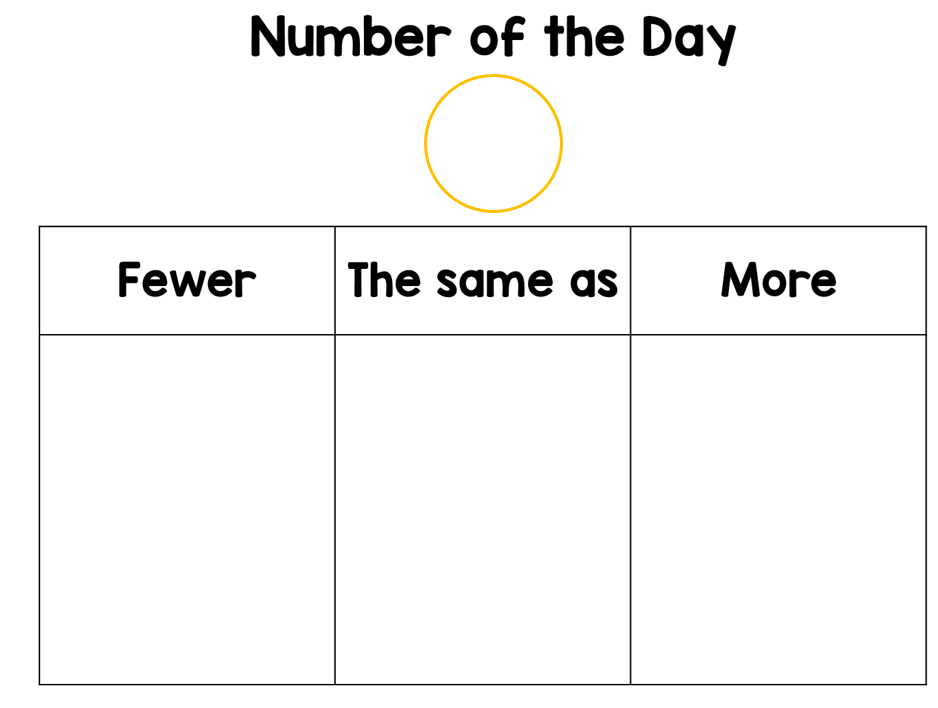 Number of the Day
Fewer
The same as
More